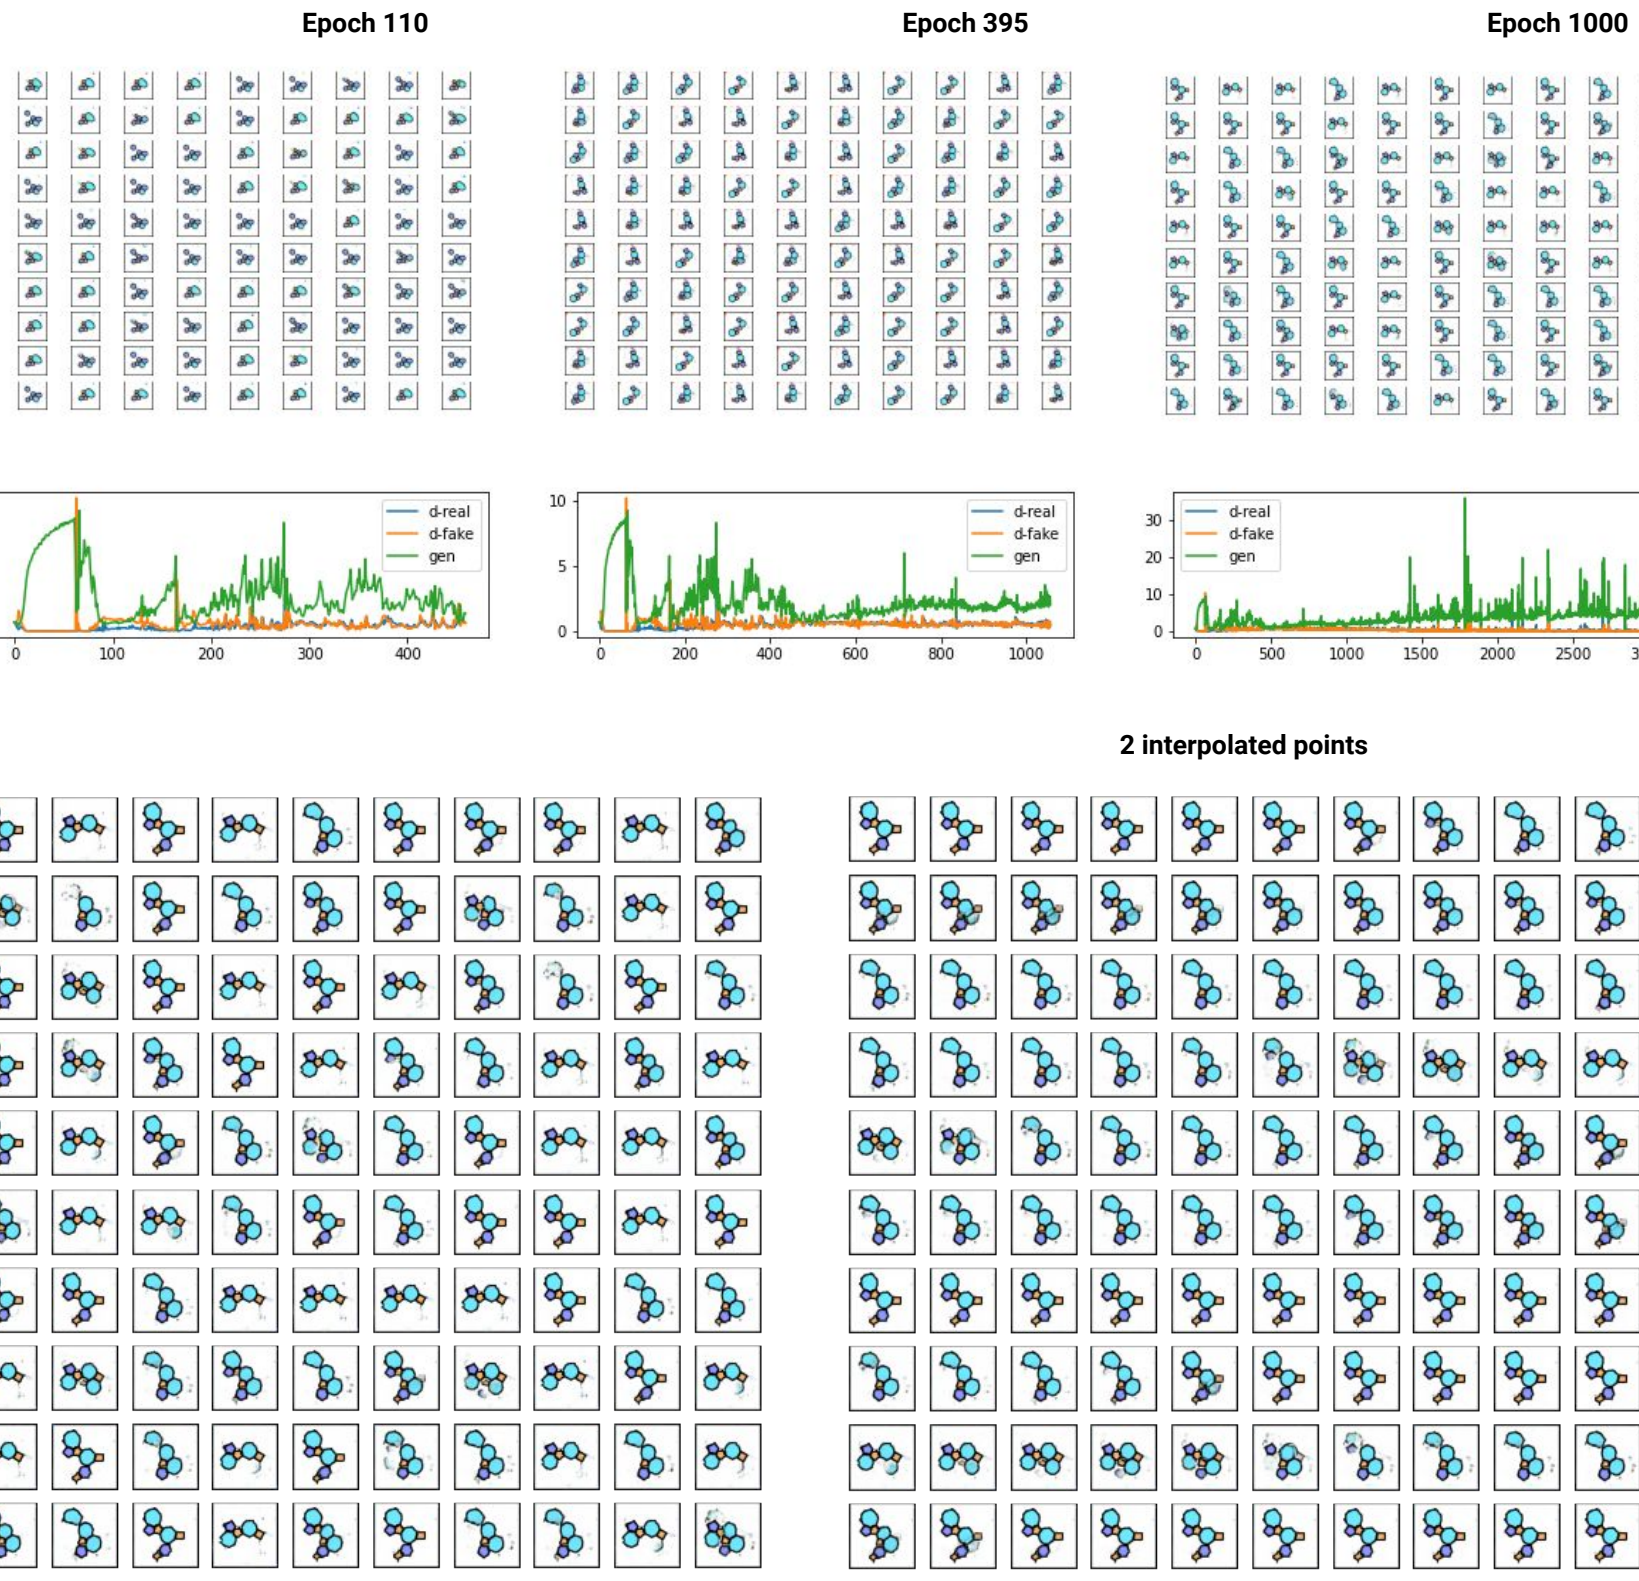 Epoch 110 Epoch 395 Epoch 1000
d-real
d-fake
gen
0 100 200 300 400
10
5
0
d-real
d-fake
gen
0 200 400 600 800 1000
30
20
10
0
d-real
d-fake
gen
0 500 1000 1500 2000 2500 3
2 interpolated points